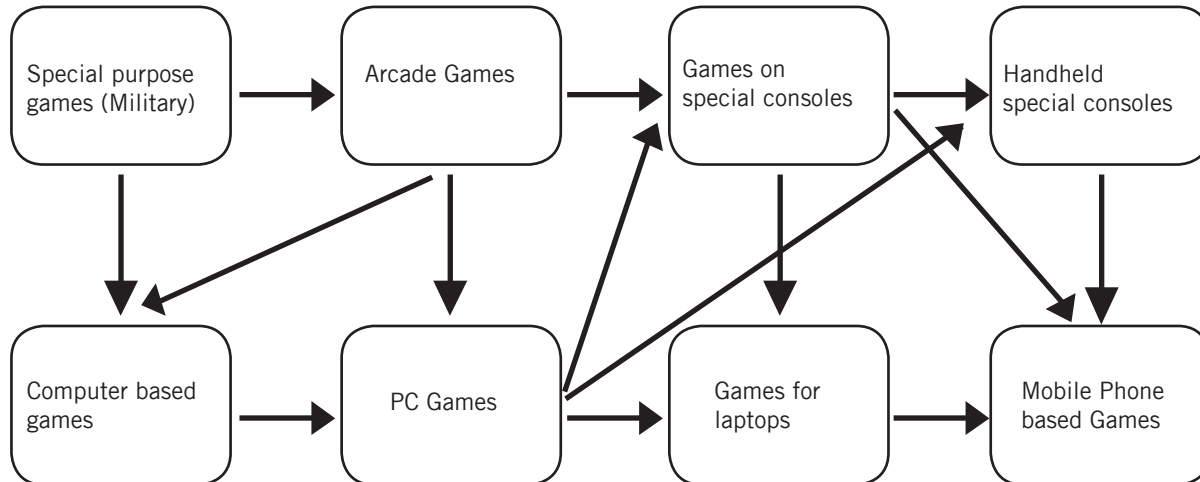 Special purpose
games (Military)
Arcade Games
Games on
special consoles
Handheld
special consoles
Computer based
games
PC Games
Games for
laptops
Mobile Phone
based Games